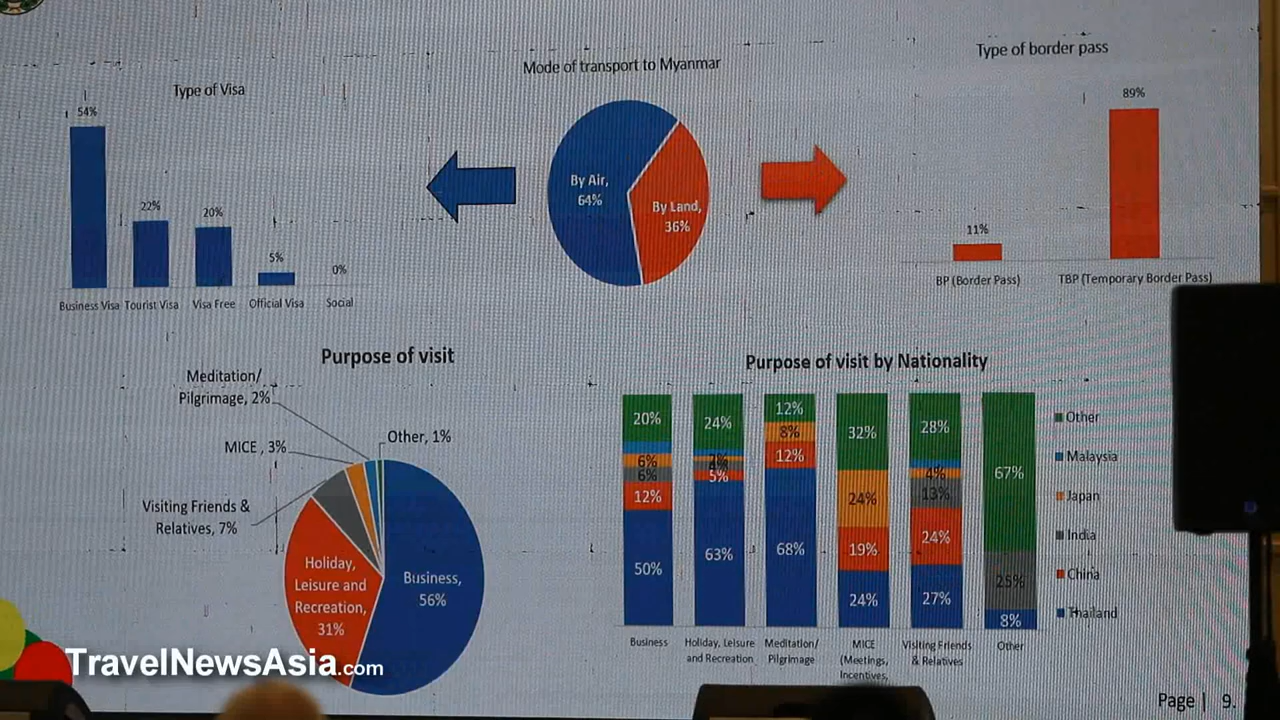 Type of Visa
54%
22%
20%
5%
0%
Business Visa
Tourist Visa
Visa Free
Official Visa
Social
Mode of transport to Myanmar
By Air,
64%
By Land,
36%
Type of border pass
11%
89%
BP (Border Pass)
TBP (Temporary Border Pass)
Purpose of visit
Meditation/
Pilgrimage, 2%
MICE , 3%
Other, 1%
Visiting Friends &
Relatives, 7%
Holiday,
Leisure and
Recreation,
31%
Business,
56%
Purpose of visit by Nationality
20%
6%
6%
12%
50%
24%
5%
63%
12%
8%
12%
68%
32%
24%
19%
24%
28%
4%
13%
24%
27%
67%
25%
8%
Business
Holiday, Leisure
and Recreation
Meditation/
Pilgrimage
MICE
(Meetings,
Incentives,
Visiting Friends
& Relatives
Other
Other
Malaysia
Japan
India
China
Thailand
TravelNewsAsia.com
Page | 9.